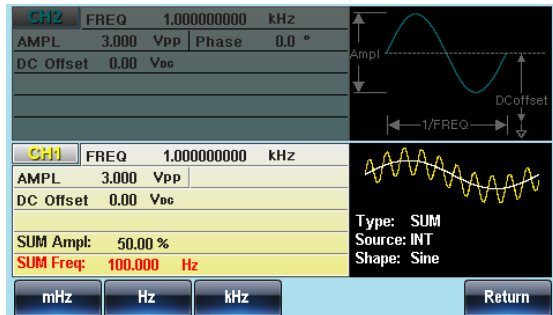 CH2 FREQ 1.000000000 kHz
AMPL 3.000 Vpp Phase 0.0 °
DC Offset 0.00 VDC
Ampl
DCoffset
1/FREQ
CH1 FREQ 1.000000000 kHz
AMPL 3.000 Vpp
DC Offset 0.00 VDC
SUM Ampl: 50.00 %
SUM Freq: 100.000 Hz
Type: SUM
Source: INT
Shape: Sine
mHz Hz kHz Return